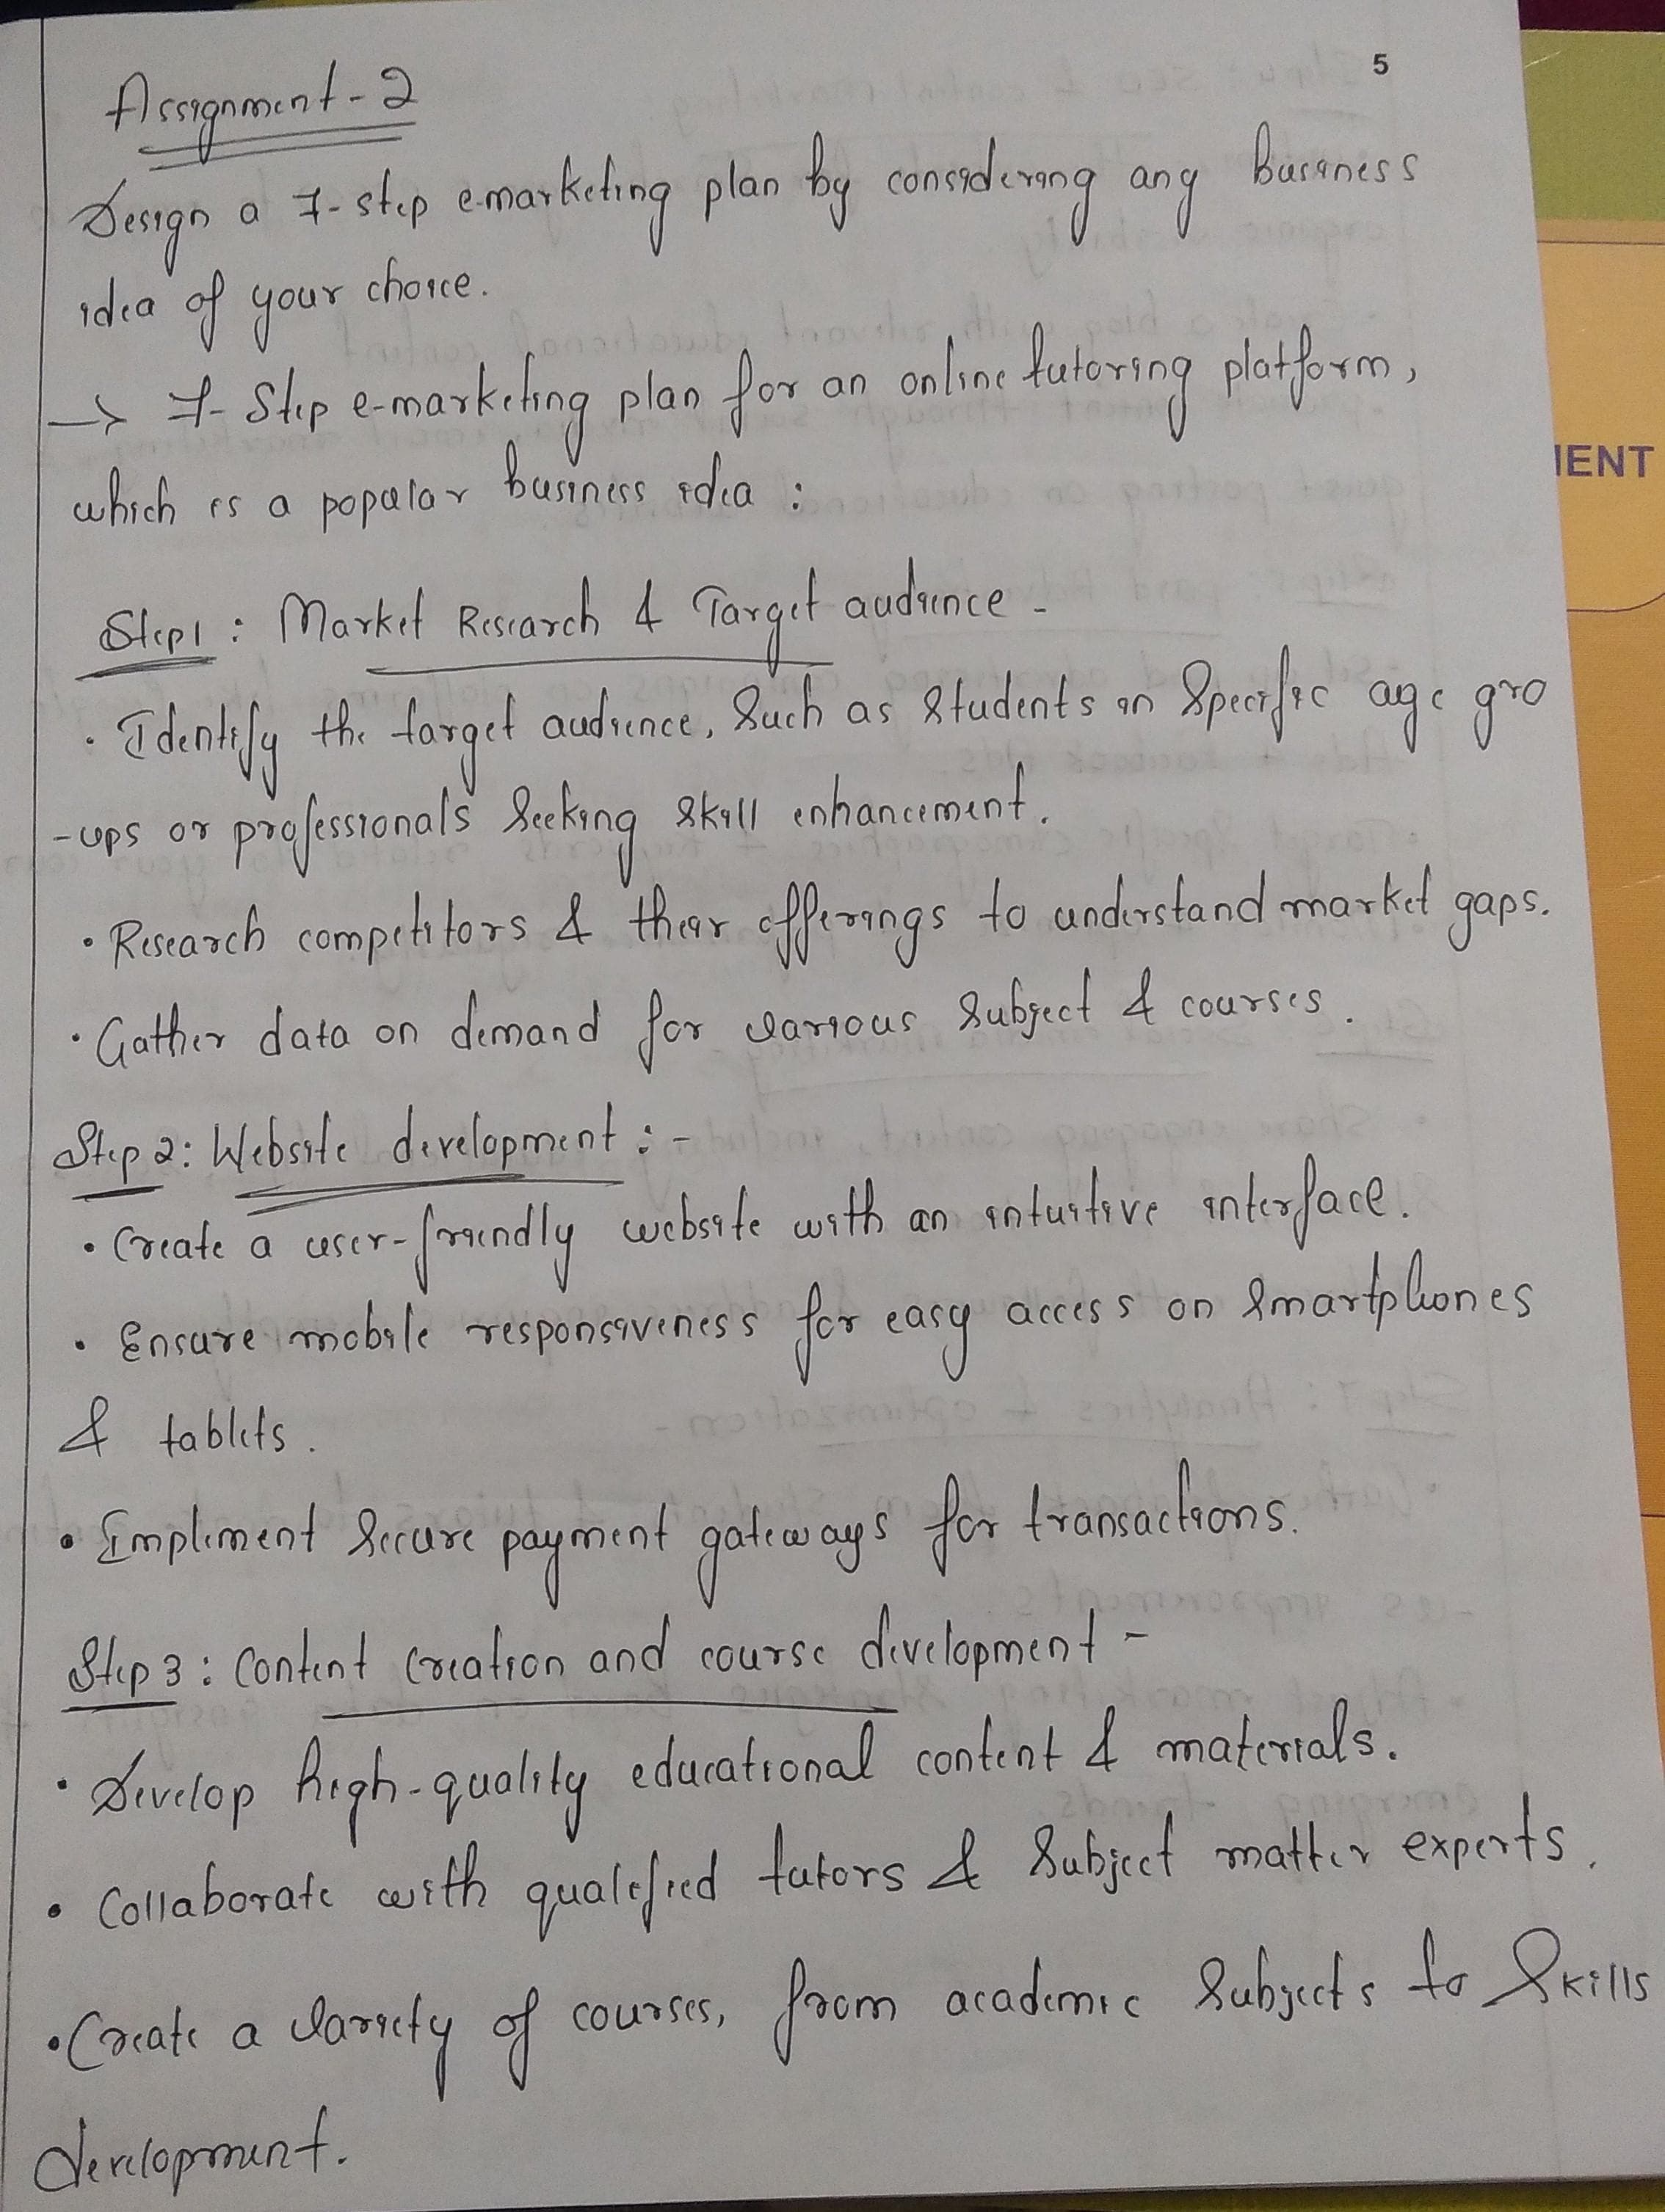 5
Assignment-2
Design a 7-step e-marketing plan by considering any business
idea of your choice.
→ 7-Step e-marketing plan for an online tutoring platform,
which is a popular business idea :
Step1 : Market Research & Target audience -
• Identify the target audience, Such as Students in Specific age gro
-ups or professionals Seeking Skill enhancement.
• Research competitors & their offerings to understand market gaps.
• Gather data on demand for various Subject & courses.
Step 2: Website development :-
• Create a user-friendly website with an intuitive interface.
• Ensure mobile responsiveness for easy access on Smartphones
& tablets.
• Impliment Secure payment gateways for transactions.
Step 3 : Content Creation and course development -
• Develop high-quality educational content & materials.
• Collaborate with qualified tutors & Subject matter experts.
• Create a variety of courses, from academic Subjects to Skills
development.
IENT